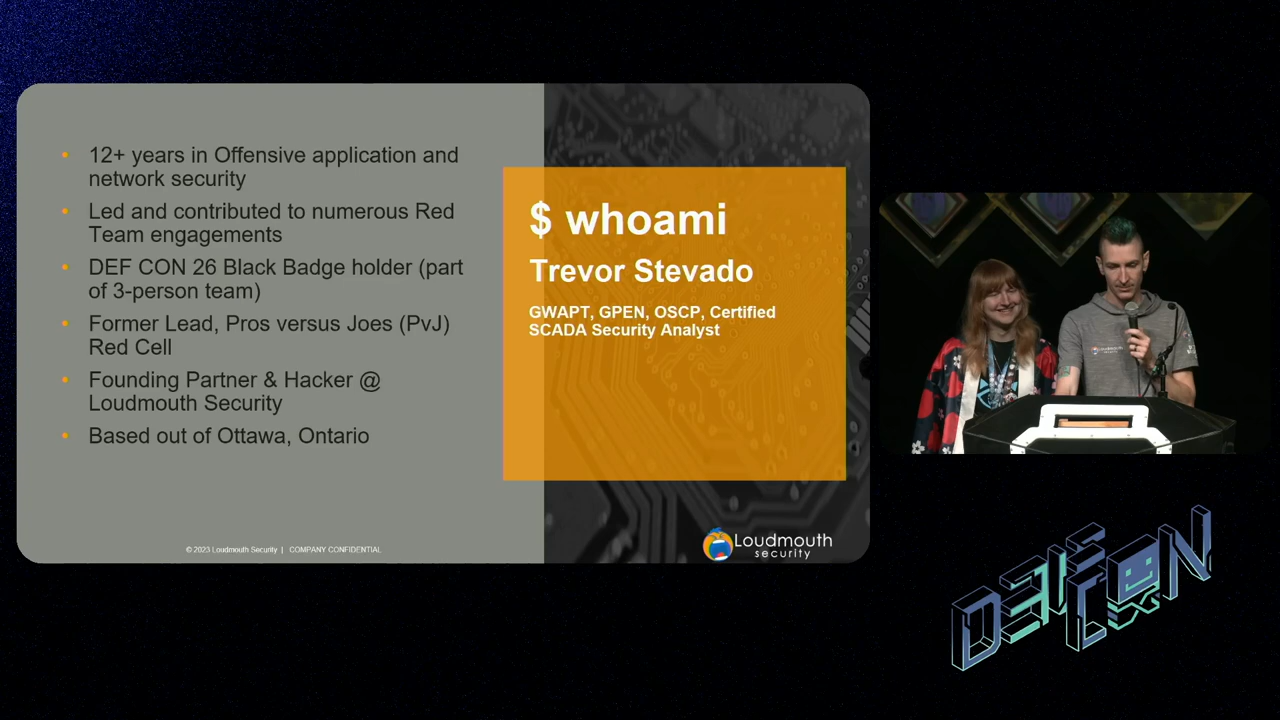 • 12+ years in Offensive application and
network security
• Led and contributed to numerous Red
Team engagements
• DEF CON 26 Black Badge holder (part
of 3-person team)
• Former Lead, Pros versus Joes (PvJ)
Red Cell
• Founding Partner & Hacker @
Loudmouth Security
• Based out of Ottawa, Ontario
$ whoami
Trevor Stevado
GWAPT, GPEN, OSCP, Certified
SCADA Security Analyst
© 2023 Loudmouth Security | COMPANY CONFIDENTIAL
Loudmouth
security
Loudmouth
DEF CON